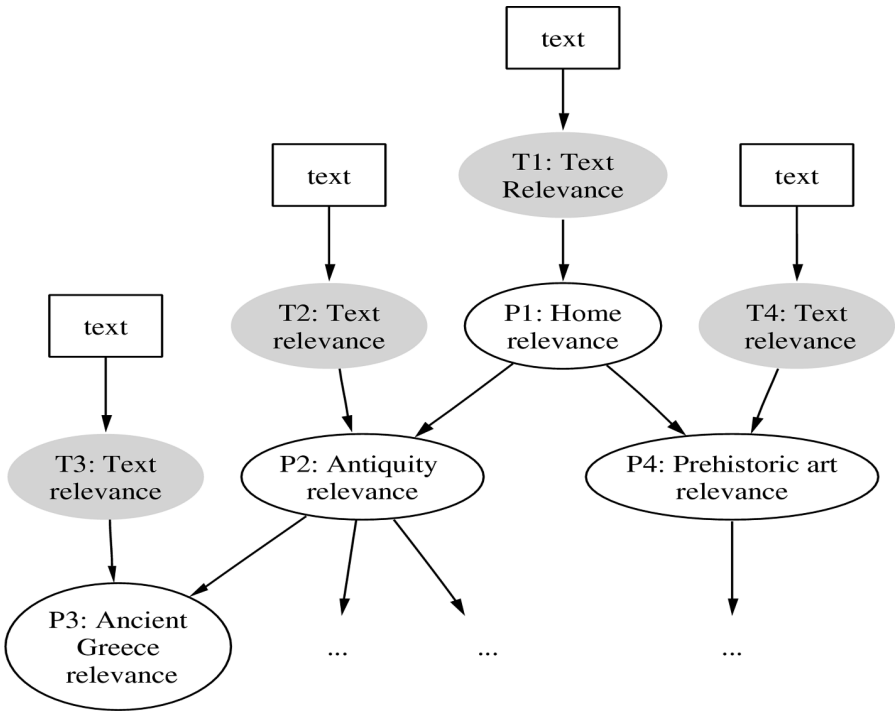 text
T1: Text
Relevance
text
text
T2: Text
relevance
P1: Home
relevance
T4: Text
relevance
text
T3: Text
relevance
P2: Antiquity
relevance
P4: Prehistoric art
relevance
P3: Ancient
Greece
relevance
...
...
...